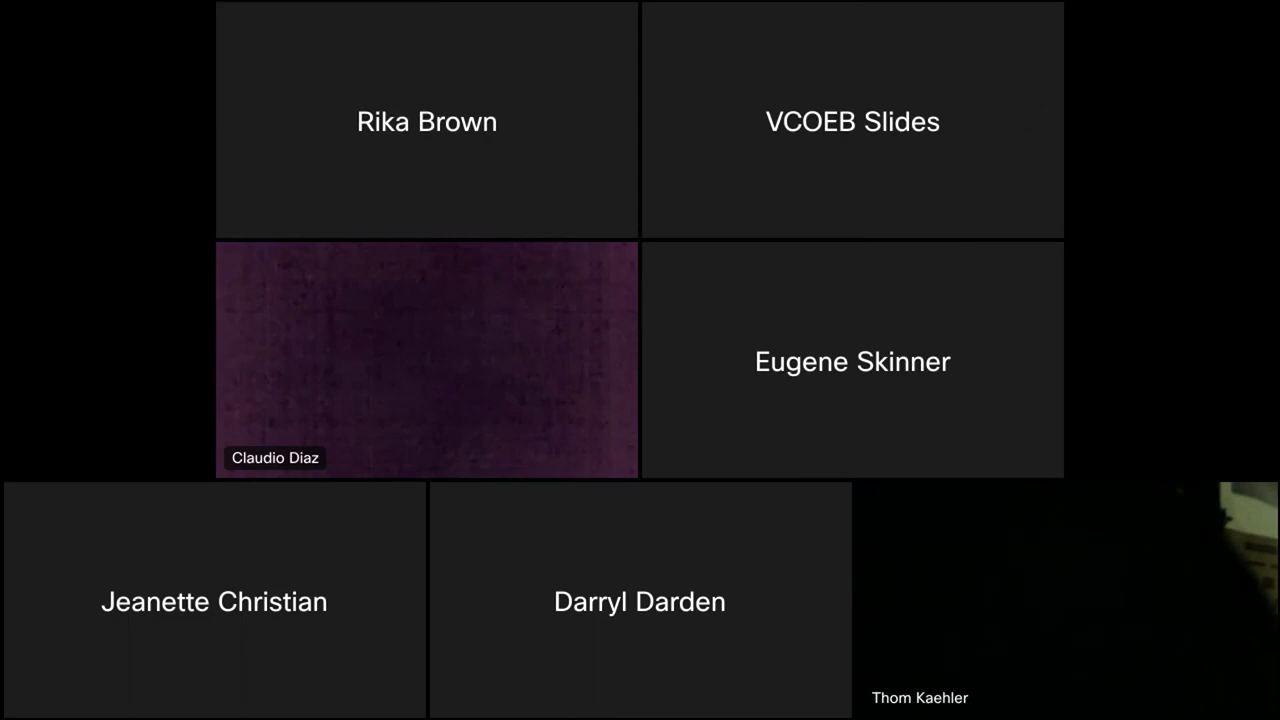 Rika Brown
VCOEB Slides
Claudio Diaz
Eugene Skinner
Jeanette Christian
Darryl Darden
Thom Kaehler